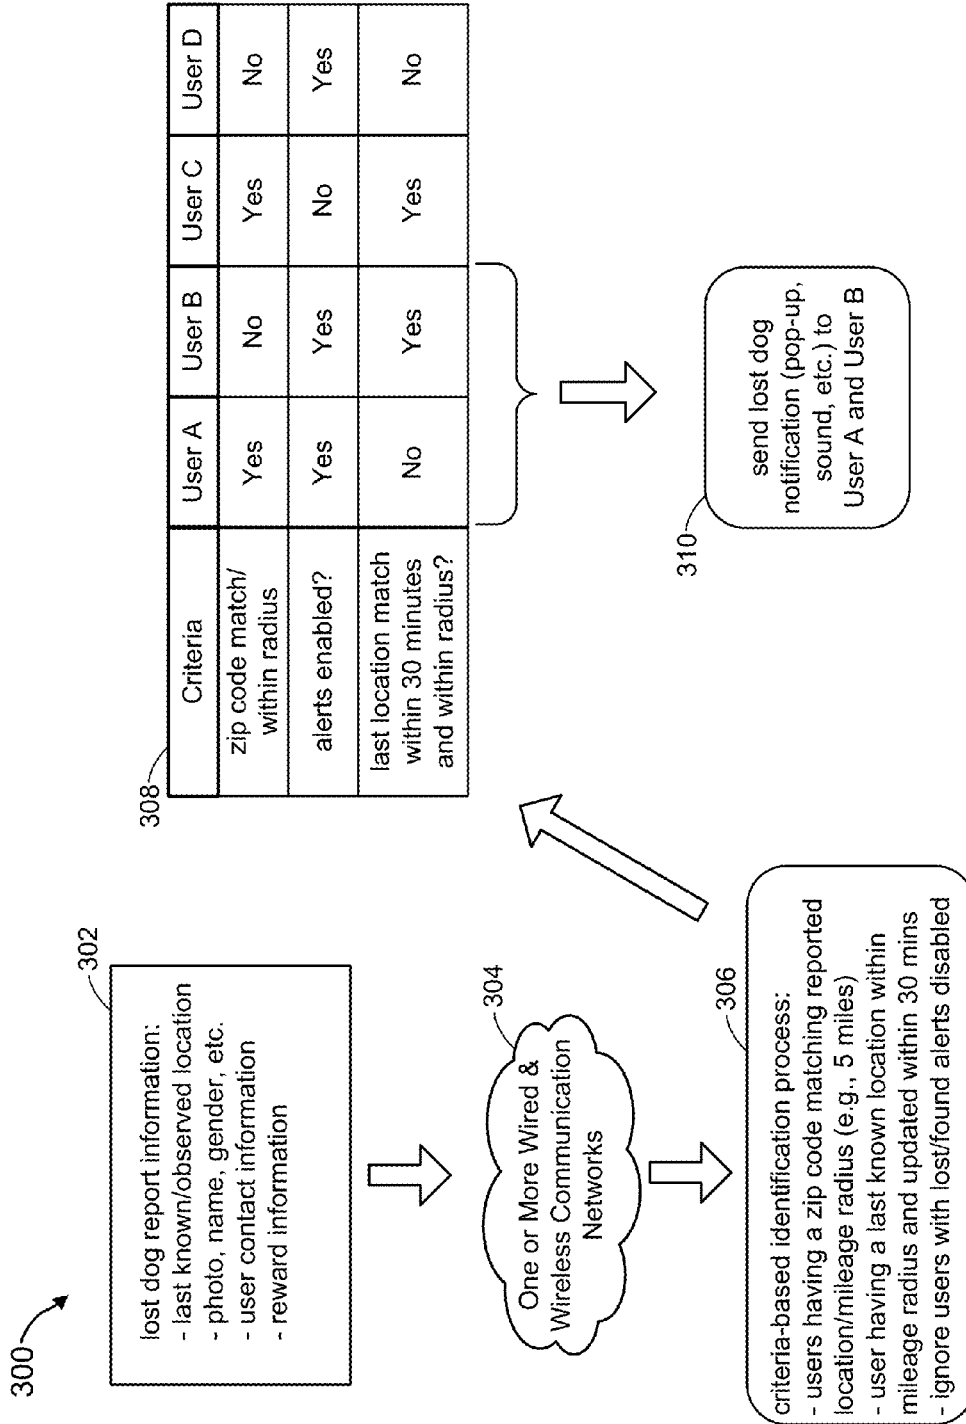 300
302
lost dog report information:
- last known/observed location
- photo, name, gender, etc.
- user contact information
- reward information
304
One or More Wired &
Wireless Communication
Networks
306
criteria-based identification process:
- users having a zip code matching reported
location/mileage radius (e.g., 5 miles)
- user having a last known location within
mileage radius and updated within 30 mins
- ignore users with lost/found alerts disabled
308
Criteria User A User B User C User D
zip code match/
within radius
Yes No Yes No
alerts enabled? Yes Yes No Yes
last location match
within 30 minutes
and within radius?
No Yes Yes No
310
send lost dog
notification (pop-up,
sound, etc.) to
User A and User B